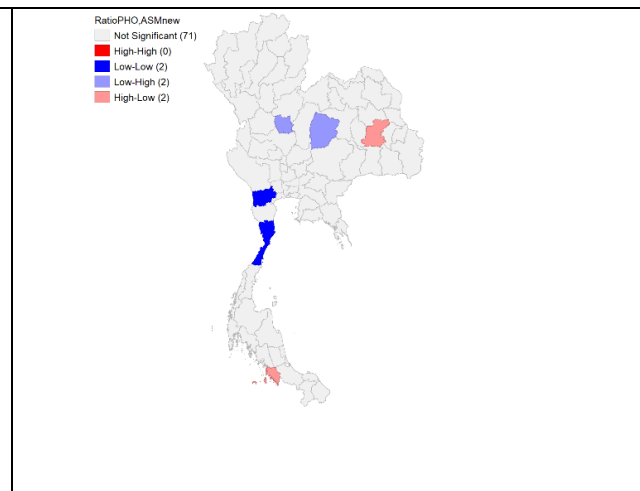 RatioPHO,ASMnew
Not Significant (71)
High-High (0)
Low-Low (2)
Low-High (2)
High-Low (2)